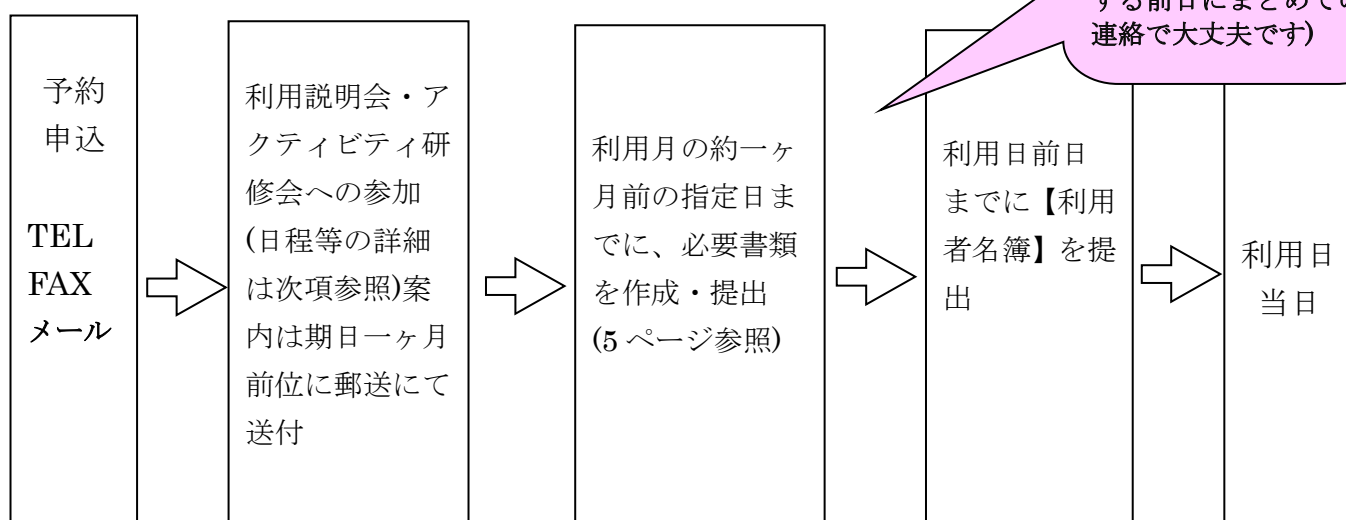 する前日にまとめての
連絡で大丈夫です)
予約
申込
TEL
FAX
メール
利用説明会・ア
クティビティ研
修会への参加
(日程等の詳細
は次項参照)案
内は期日一ヶ月
前位に郵送にて
送付
利用月の約一ヶ
月前の指定日ま
でに、必要書類
を作成・提出
(5 ページ参照)
利用日前日
までに【利用
者名簿】を提
出
利用日
当日